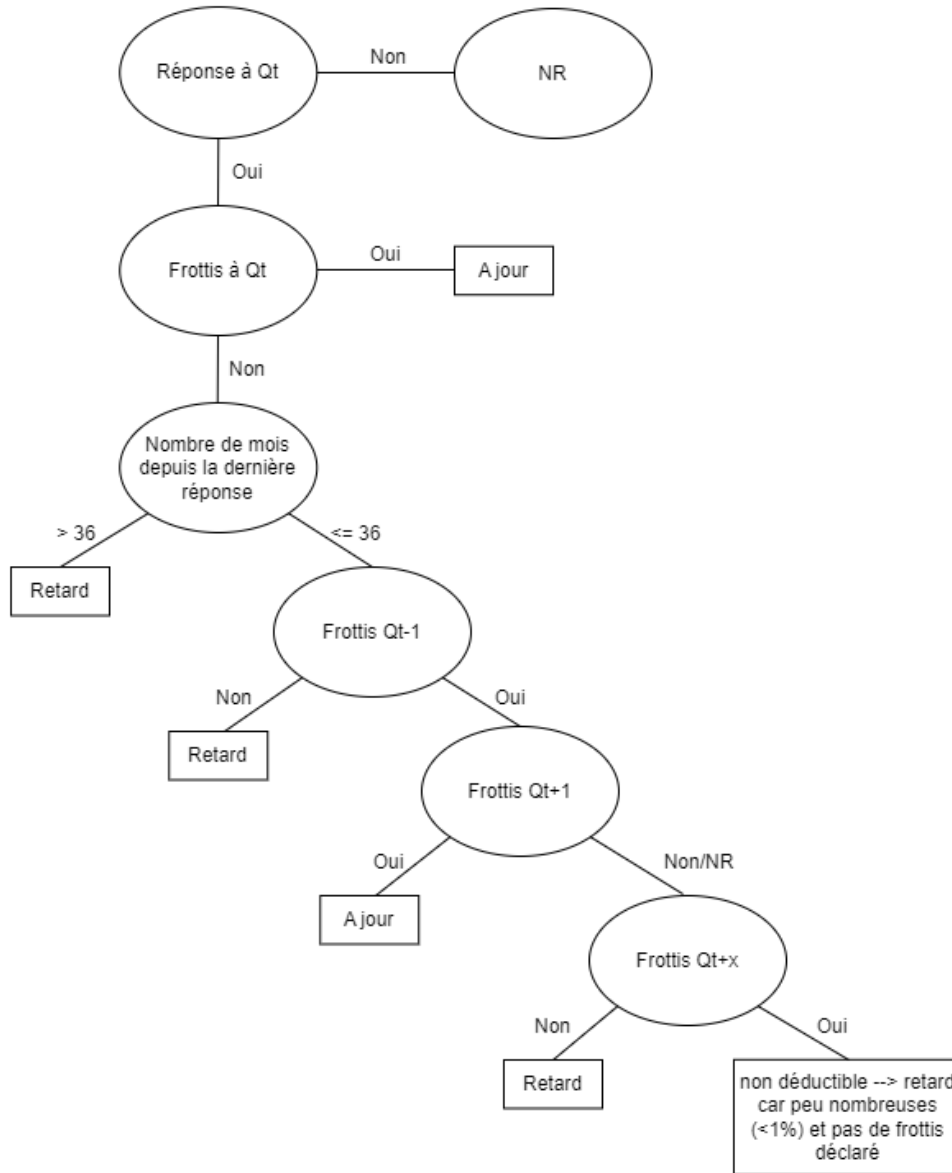 Réponse à Qt
Non
NR
Oui
Frottis à Qt
Oui
A jour
Non
Nombre de mois
depuis la dernière
réponse
> 36
<= 36
Retard
Frottis Qt-1
Non
Oui
Retard
Frottis Qt+1
Oui
Non/NR
A jour
Frottis Qt+x
Non
Oui
Retard
non déductible --> retard
car peu nombreuses
(<1%) et pas de frottis
déclaré